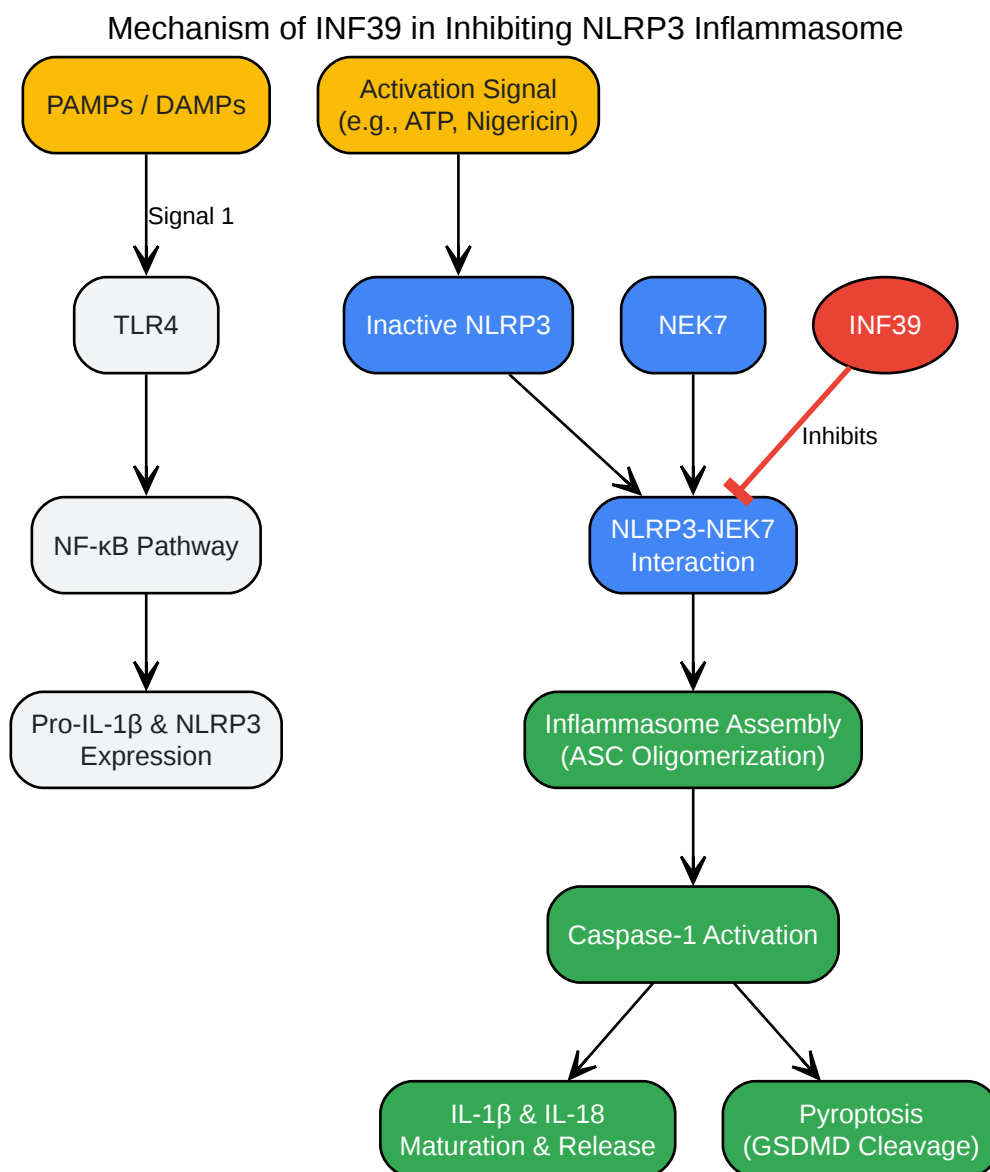 Mechanism of INF39 in Inhibiting NLRP3 Inflammasome
PAMPs / DAMPs
Activation Signal
(e.g., ATP, Nigericin)
Signal 1
TLR4
Inactive NLRP3
NEK7
INF39
Inhibits
NF-κB Pathway
NLRP3-NEK7
Interaction
Pro-IL-1β & NLRP3
Expression
Inflammasome Assembly
(ASC Oligomerization)
Caspase-1 Activation
IL-1β & IL-18
Maturation & Release
Pyroptosis
(GSDMD Cleavage)